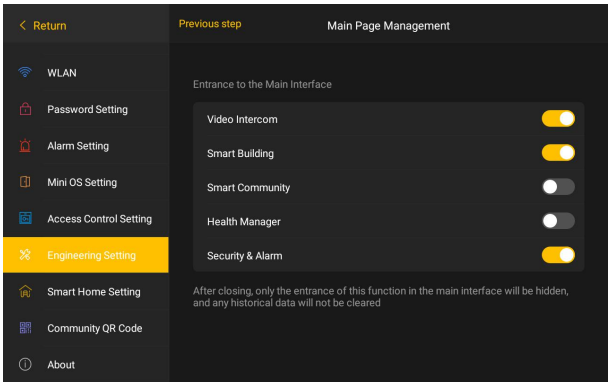 Return
Previous step
Main Page Management
WLAN
Password Setting
Alarm Setting
Mini OS Setting
Access Control Setting
Engineering Setting
Smart Home Setting
Community QR Code
About
Entrance to the Main Interface
Video Intercom
Smart Building
Smart Community
Health Manager
Security & Alarm
After closing, only the entrance of this function in the main interface will be hidden,
and any historical data will not be cleared